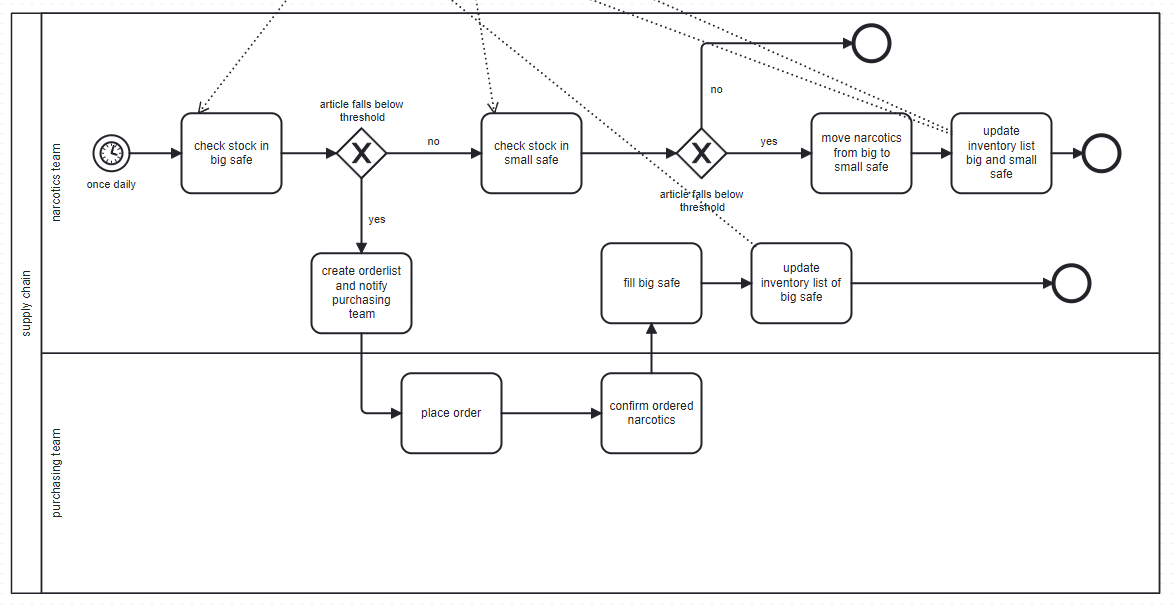 supply chain
narcotics team
once daily
check stock in
big safe
article falls below
threshold
no
yes
check stock in
small safe
article falls below
threshold
no
yes
move narcotics
from big to
small safe
update
inventory list
big and small
safe
create orderlist
and notify
purchasing
team
fill big safe
update
inventory list of
big safe
purchasing team
place order
confirm ordered
narcotics